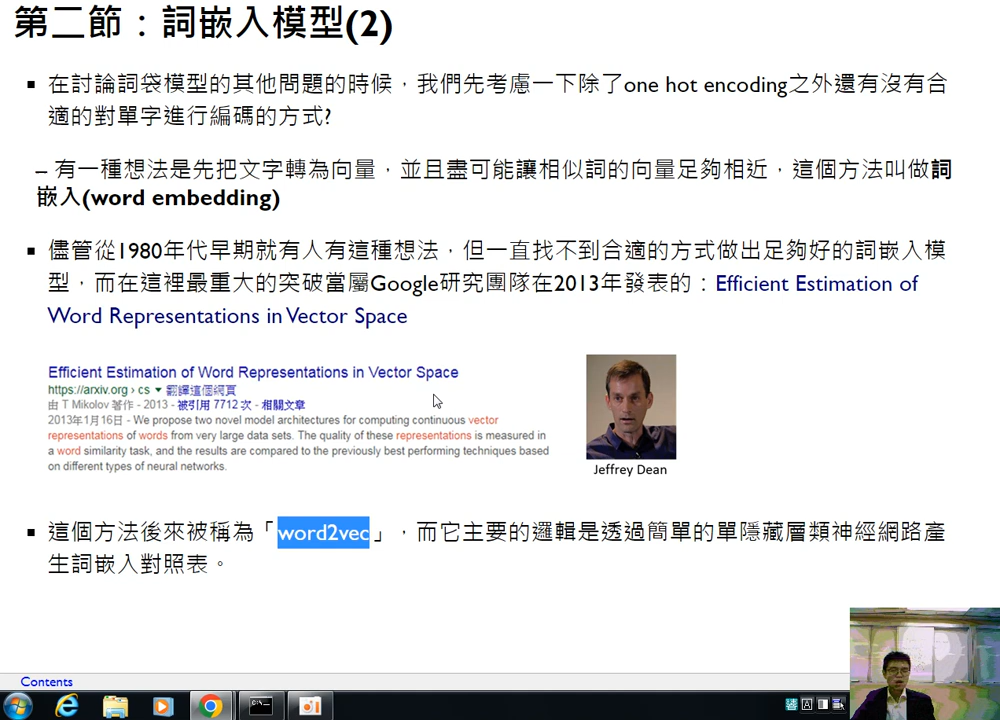 第二節：詞嵌入模型(2)
在討論詞袋模型的其他問題的時候，我們先考慮一下除了one hot encoding之外還有沒有合
適的對單字進行編碼的方式?
– 有一種想法是先把文字轉為向量，並且盡可能讓相似詞的向量足夠相近，這個方法叫做詞
嵌入(word embedding)
儘管從1980年代早期就有人有這種想法，但一直找不到合適的方式做出足夠好的詞嵌入模
型，而在這裡最重大的突破當屬Google研究團隊在2013年發表的：Efficient Estimation of
Word Representations in Vector Space
Efficient Estimation of Word Representations in Vector Space
https://arxiv.org › cs ▼ 翻譯這個網頁
由 T Mikolov 著作 - 2013 - 被引用 7712 次 - 相關文章
2013年1月16日 - We propose two novel model architectures for computing continuous vector
representations of words from very large data sets. The quality of these representations is measured in
a word similarity task, and the results are compared to the previously best performing techniques based
on different types of neural networks.
Jeffrey Dean
這個方法後來被稱為「word2vec」，而它主要的邏輯是透過簡單的單隱藏層類神經網路產
生詞嵌入對照表。
Contents